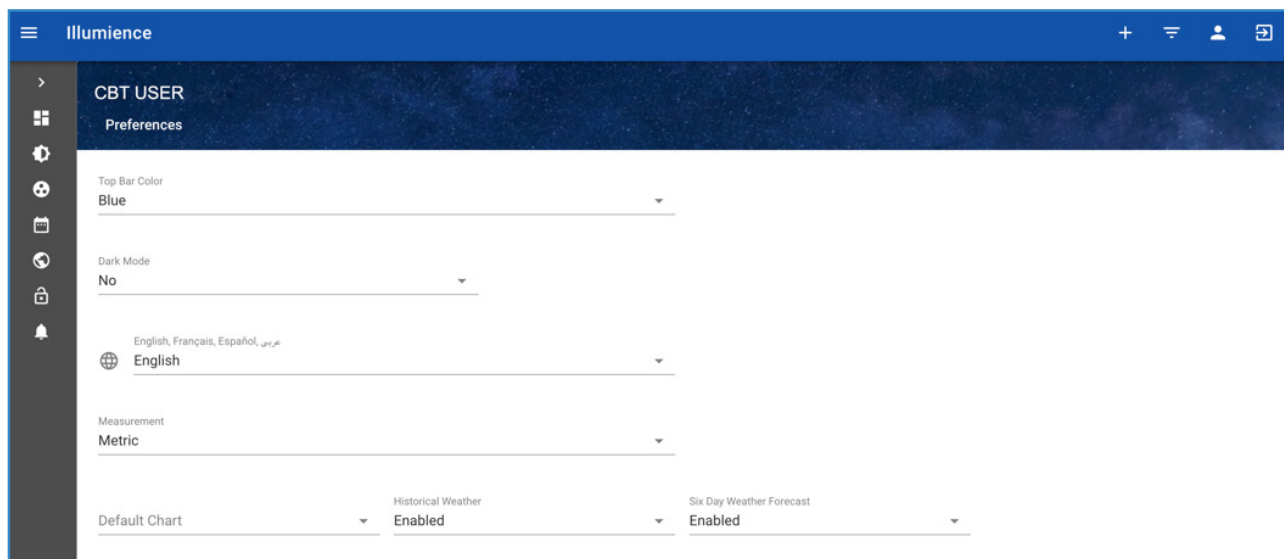 Illumience
CBT USER
Preferences
Top Bar Color
Blue
Dark Mode
No
English, Français, Español, عربى
English
Measurement
Metric
Historical Weather
Six Day Weather Forecast
Default Chart
Enabled
Enabled